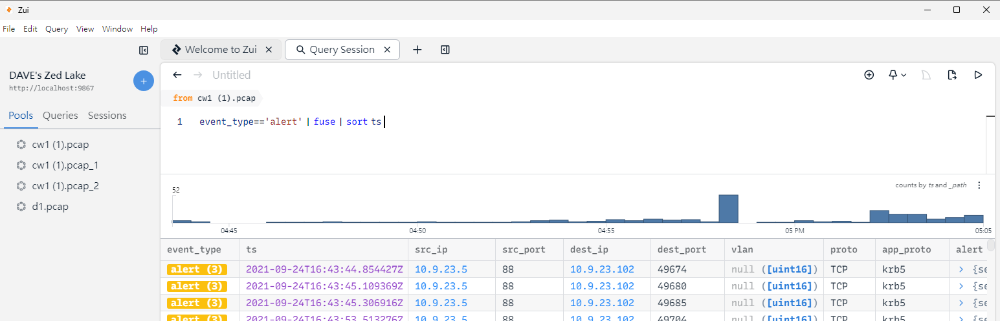 Zui
File Edit Query View Window Help
Welcome to Zui
Query Session
DAVE's Zed Lake
http://localhost:9867
Pools Queries Sessions
cw1 (1).pcap
cw1 (1).pcap_1
cw1 (1).pcap_2
d1.pcap
Untitled
from cw1 (1).pcap
1 event_type=='alert' | fuse | sort ts
counts by ts and _path
52
04:45 04:50 04:55 05 PM 05:05
event_type ts src_ip src_port dest_ip dest_port vlan proto app_proto alert
alert (3) 2021-09-24T16:43:44.854427Z 10.9.23.5 88 10.9.23.102 49674 null ([uint16]) TCP krb5 > {se
alert (3) 2021-09-24T16:43:45.109369Z 10.9.23.5 88 10.9.23.102 49680 null ([uint16]) TCP krb5 > {se
alert (3) 2021-09-24T16:43:45.306916Z 10.9.23.5 88 10.9.23.102 49685 null ([uint16]) TCP krb5 > {se
alert (3) 2021-09-24T16:43:53.513276Z 10.9.23.5 88 10.9.23.102 49704 null ([uint16]) TCP krb5 > {se